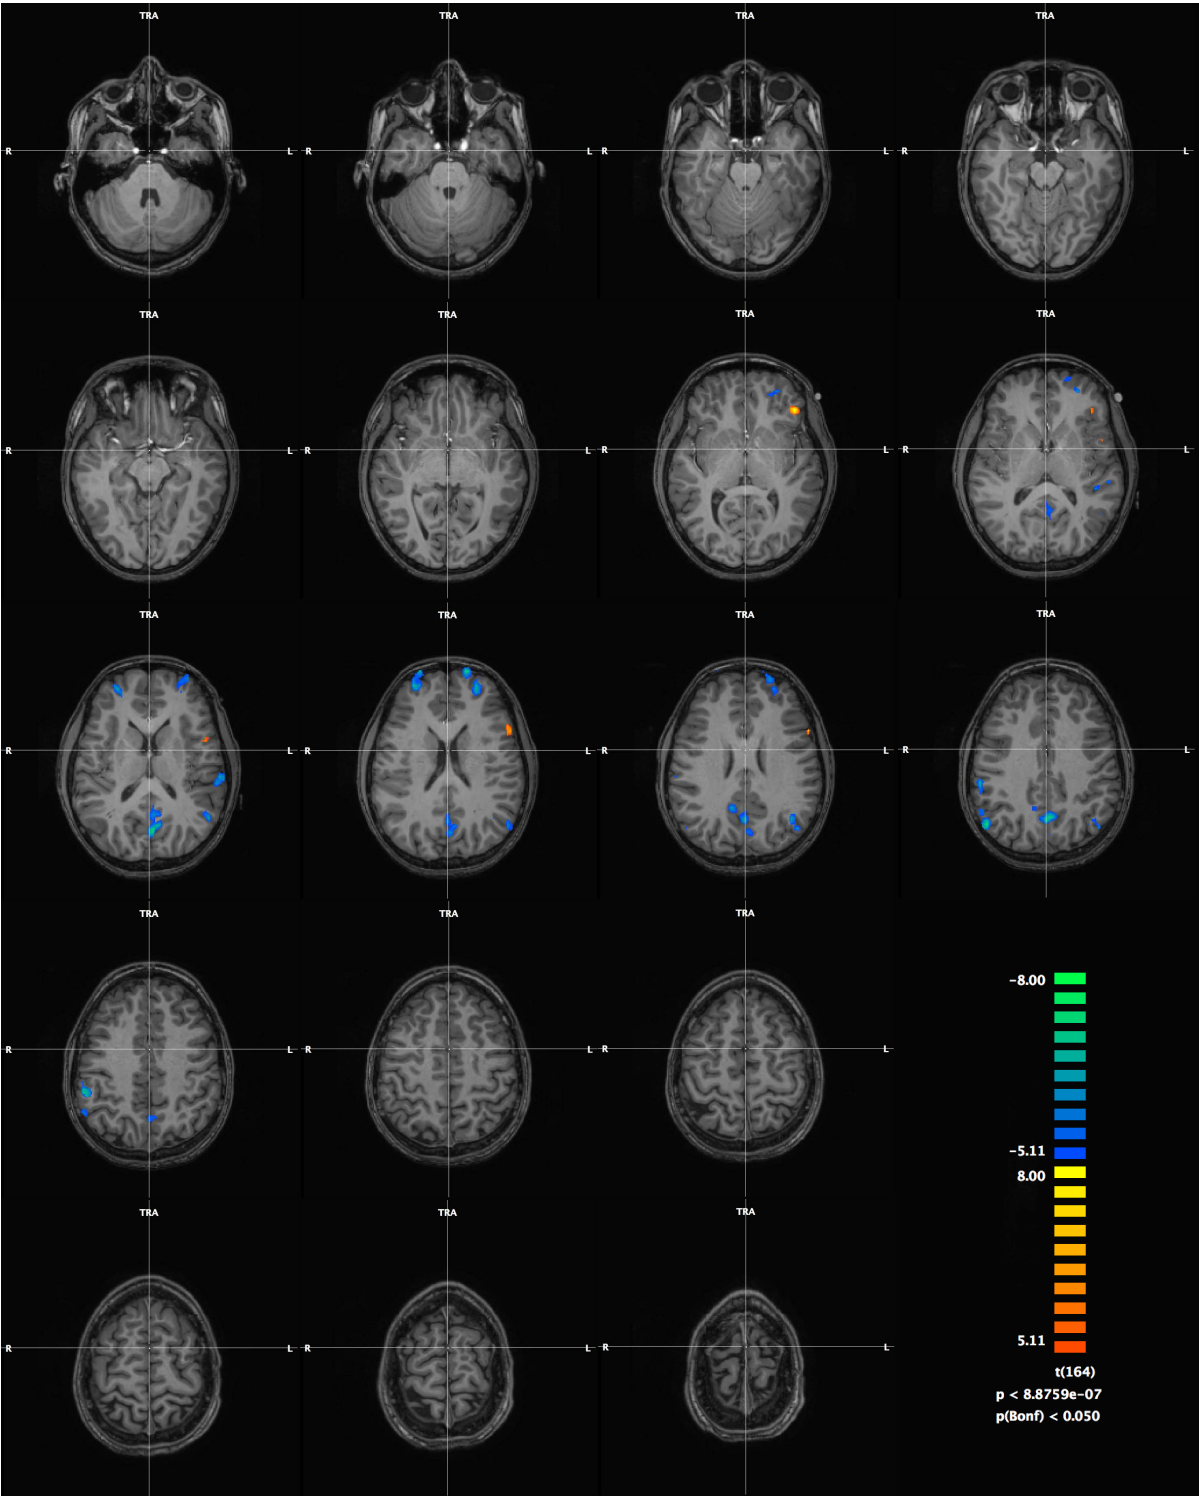 TRA TRA TRA TRA
R L R L R L R L
TRA TRA TRA TRA
R L R L R L R L
TRA TRA TRA TRA
R L R L R L R L
TRA TRA TRA
R L R L R L
−8.00
−5.11
8.00
TRA TRA TRA
R L R L R L
5.11
t(164)
p < 8.8759e−07
p(Bonf) < 0.050